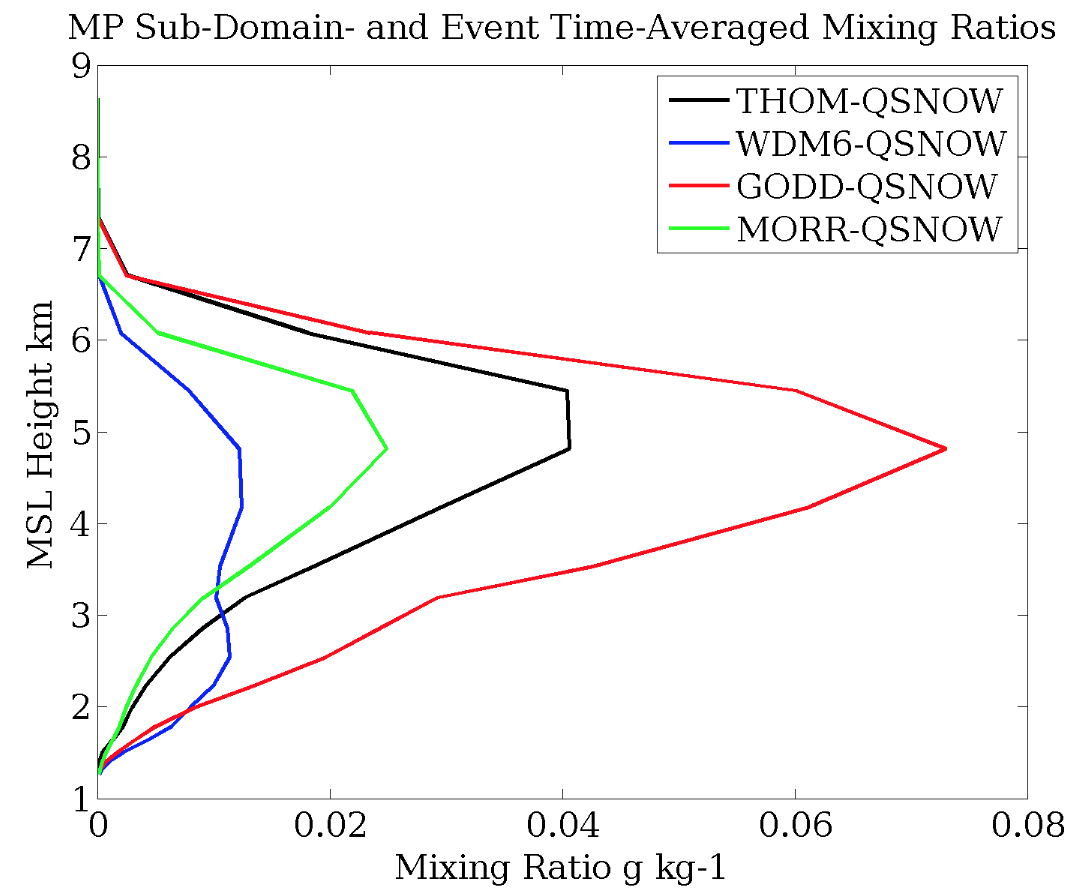 MP Sub-Domain- and Event Time-Averaged Mixing Ratios
THOM-QSNOW
WDM6-QSNOW
GODD-QSNOW
MORR-QSNOW
MSL Height km
9
8
7
6
5
4
3
2
1
0 0.02 0.04 0.06 0.08
Mixing Ratio g kg-1